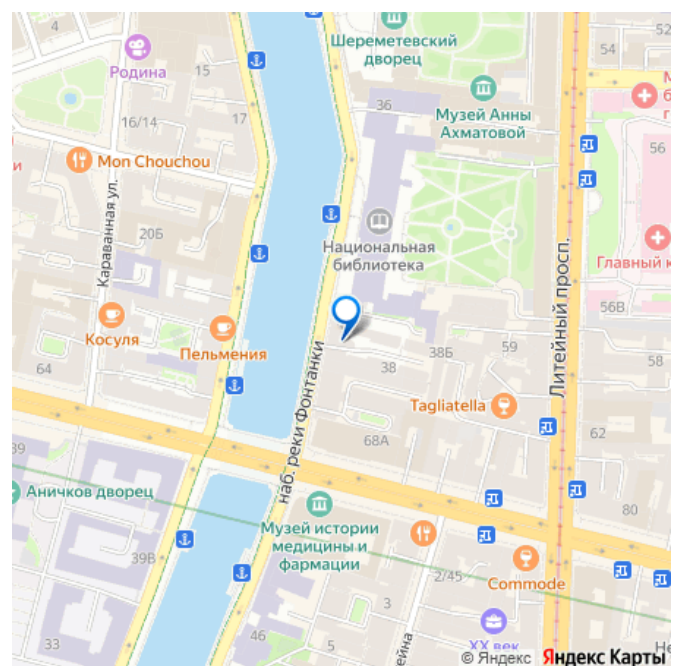 4
Шереметевский
дворец
54
52
Родина
15
36
Музей Анны
Ахматовой
16/14
17
56
Mon Chouchou
и
Караванная ул.
20Б
Национальная
библиотека
Главный к
56В
Литейный просп.
Косуля
Пельмения
наб. реки Фонтанки
64
38Б
59
58
38
Tagliatella
68А
62
39
Аничков дворец
80
Музей истории
медицины и
фармации
39В
2/45
Commode
33
46
5
XX век
© Яндекс Яндекс Карты